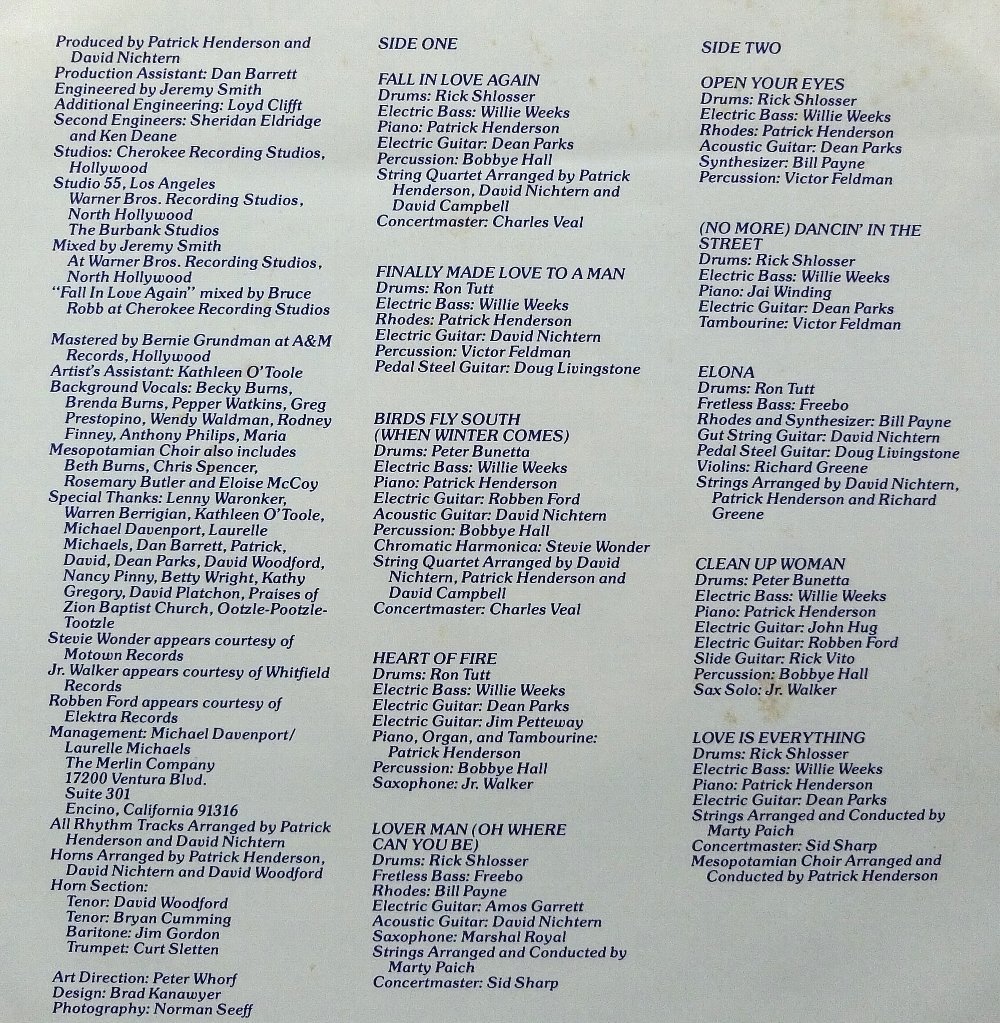 Produced by Patrick Henderson and
David Nichtern
Production Assistant: Dan Barrett
Engineered by Jeremy Smith
Additional Engineering: Loyd Clifft
Second Engineers: Sheridan Eldridge
and Ken Deane
Studios: Cherokee Recording Studios,
Hollywood
Studio 55, Los Angeles
Warner Bros. Recording Studios,
North Hollywood
The Burbank Studios
Mixed by Jeremy Smith
At Warner Bros. Recording Studios,
North Hollywood
"Fall In Love Again" mixed by Bruce
Robb at Cherokee Recording Studios
Mastered by Bernie Grundman at A&M
Records, Hollywood
Artist's Assistant: Kathleen O'Toole
Background Vocals: Becky Burns,
Brenda Burns, Pepper Watkins, Greg
Prestopino, Wendy Waldman, Rodney
Finney, Anthony Philips, Maria
Mesopotamian Choir also includes
Beth Burns, Chris Spencer,
Rosemary Butler and Eloise McCoy
Special Thanks: Lenny Waronker,
Warren Berrigian, Kathleen O'Toole,
Michael Davenport, Laurelle
Michaels, Dan Barrett, Patrick,
David, Dean Parks, David Woodford,
Nancy Pinny, Betty Wright, Kathy
Gregory, David Platchon, Praises of
Zion Baptist Church, Ootzle-Pootzle-
Tootzle
Stevie Wonder appears courtesy of
Motown Records
Jr. Walker appears courtesy of Whitfield
Records
Robben Ford appears courtesy of
Elektra Records
Management: Michael Davenport/
Laurelle Michaels
The Merlin Company
17200 Ventura Blvd.
Suite 301
Encino, California 91316
All Rhythm Tracks Arranged by Patrick
Henderson and David Nichtern
Horns Arranged by Patrick Henderson,
David Nichtern and David Woodford
Horn Section:
Tenor: David Woodford
Tenor: Bryan Cumming
Baritone: Jim Gordon
Trumpet: Curt Sletten
Art Direction: Peter Whorf
Design: Brad Kanawyer
Photography: Norman Seeff
SIDE ONE
FALL IN LOVE AGAIN
Drums: Rick Shlosser
Electric Bass: Willie Weeks
Piano: Patrick Henderson
Electric Guitar: Dean Parks
Percussion: Bobbye Hall
String Quartet Arranged by Patrick
Henderson, David Nichtern and
David Campbell
Concertmaster: Charles Veal
FINALLY MADE LOVE TO A MAN
Drums: Ron Tutt
Electric Bass: Willie Weeks
Rhodes: Patrick Henderson
Electric Guitar: David Nichtern
Percussion: Victor Feldman
Pedal Steel Guitar: Doug Livingstone
BIRDS FLY SOUTH
(WHEN WINTER COMES)
Drums: Peter Bunetta
Electric Bass: Willie Weeks
Piano: Patrick Henderson
Electric Guitar: Robben Ford
Acoustic Guitar: David Nichtern
Percussion: Bobbye Hall
Chromatic Harmonica: Stevie Wonder
String Quartet Arranged by David
Nichtern, Patrick Henderson and
David Campbell
Concertmaster: Charles Veal
HEART OF FIRE
Drums: Ron Tutt
Electric Bass: Willie Weeks
Electric Guitar: Dean Parks
Electric Guitar: Jim Petteway
Piano, Organ, and Tambourine:
Patrick Henderson
Percussion: Bobbye Hall
Saxophone: Jr. Walker
LOVER MAN (OH WHERE
CAN YOU BE)
Drums: Rick Shlosser
Fretless Bass: Freebo
Rhodes: Bill Payne
Electric Guitar: Amos Garrett
Acoustic Guitar: David Nichtern
Saxophone: Marshal Royal
Strings Arranged and Conducted by
Marty Paich
Concertmaster: Sid Sharp
SIDE TWO
OPEN YOUR EYES
Drums: Rick Shlosser
Electric Bass: Willie Weeks
Rhodes: Patrick Henderson
Acoustic Guitar: Dean Parks
Synthesizer: Bill Payne
Percussion: Victor Feldman
(NO MORE) DANCIN' IN THE
STREET
Drums: Rick Shlosser
Electric Bass: Willie Weeks
Piano: Jai Winding
Electric Guitar: Dean Parks
Tambourine: Victor Feldman
ELONA
Drums: Ron Tutt
Fretless Bass: Freebo
Rhodes and Synthesizer: Bill Payne
Gut String Guitar: David Nichtern
Pedal Steel Guitar: Doug Livingstone
Violins: Richard Greene
Strings Arranged by David Nichtern,
Patrick Henderson and Richard
Greene
CLEAN UP WOMAN
Drums: Peter Bunetta
Electric Bass: Willie Weeks
Piano: Patrick Henderson
Electric Guitar: John Hug
Electric Guitar: Robben Ford
Slide Guitar: Rick Vito
Percussion: Bobbye Hall
Sax Solo: Jr. Walker
LOVE IS EVERYTHING
Drums: Rick Shlosser
Electric Bass: Willie Weeks
Piano: Patrick Henderson
Electric Guitar: Dean Parks
Strings Arranged and Conducted by
Marty Paich
Concertmaster: Sid Sharp
Mesopotamian Choir Arranged and
Conducted by Patrick Henderson